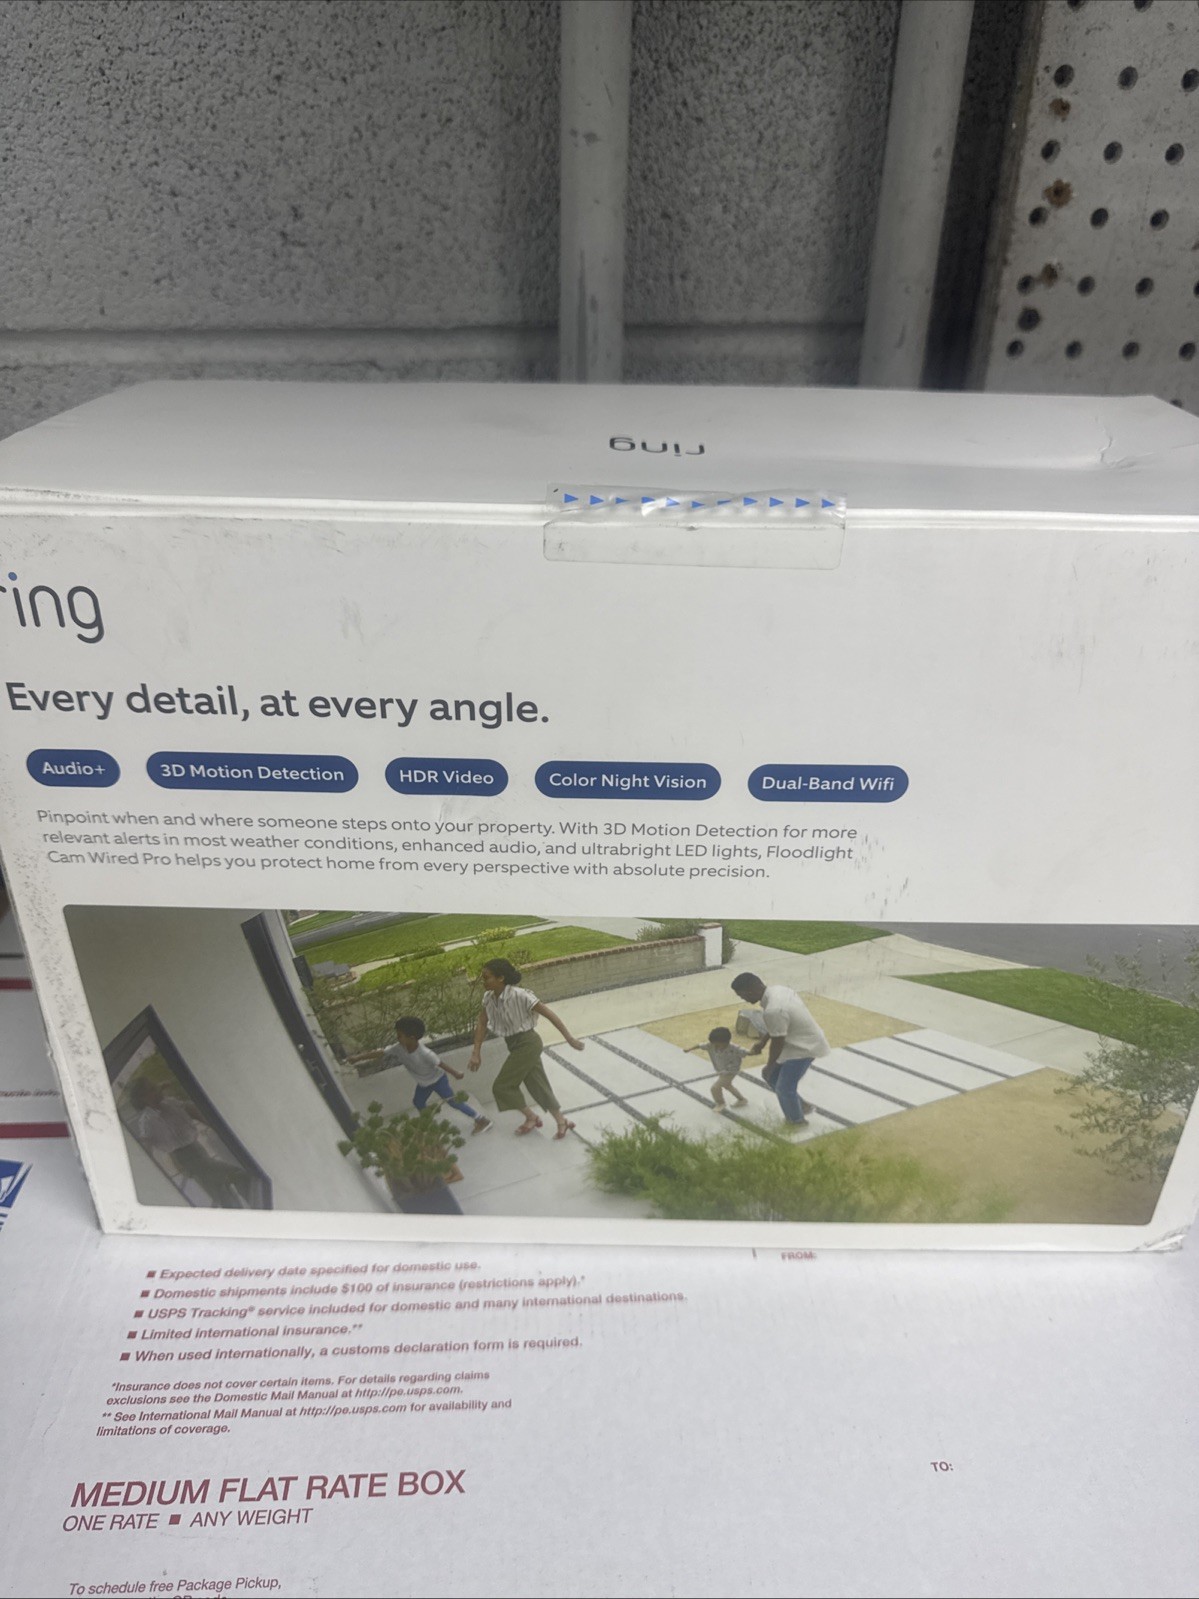 ring
ing
Every detail, at every angle.
Audio+ 3D Motion Detection HDR Video Color Night Vision Dual-Band Wifi
Pinpoint when and where someone steps onto your property. With 3D Motion Detection for more
relevant alerts in most weather conditions, enhanced audio, and ultrabright LED lights, Floodlight
Cam Wired Pro helps you protect home from every perspective with absolute precision.
FROM:
■ Expected delivery date specified for domestic use.
■ Domestic shipments include $100 of insurance (restrictions apply).*
■ USPS Tracking® service included for domestic and many international destinations.
■ Limited international insurance.**
■ When used internationally, a customs declaration form is required.
*Insurance does not cover certain items. For details regarding claims
exclusions see the Domestic Mail Manual at http://pe.usps.com.
** See International Mail Manual at http://pe.usps.com for availability and
limitations of coverage.
TO:
MEDIUM FLAT RATE BOX
ONE RATE ■ ANY WEIGHT
To schedule free Package Pickup,